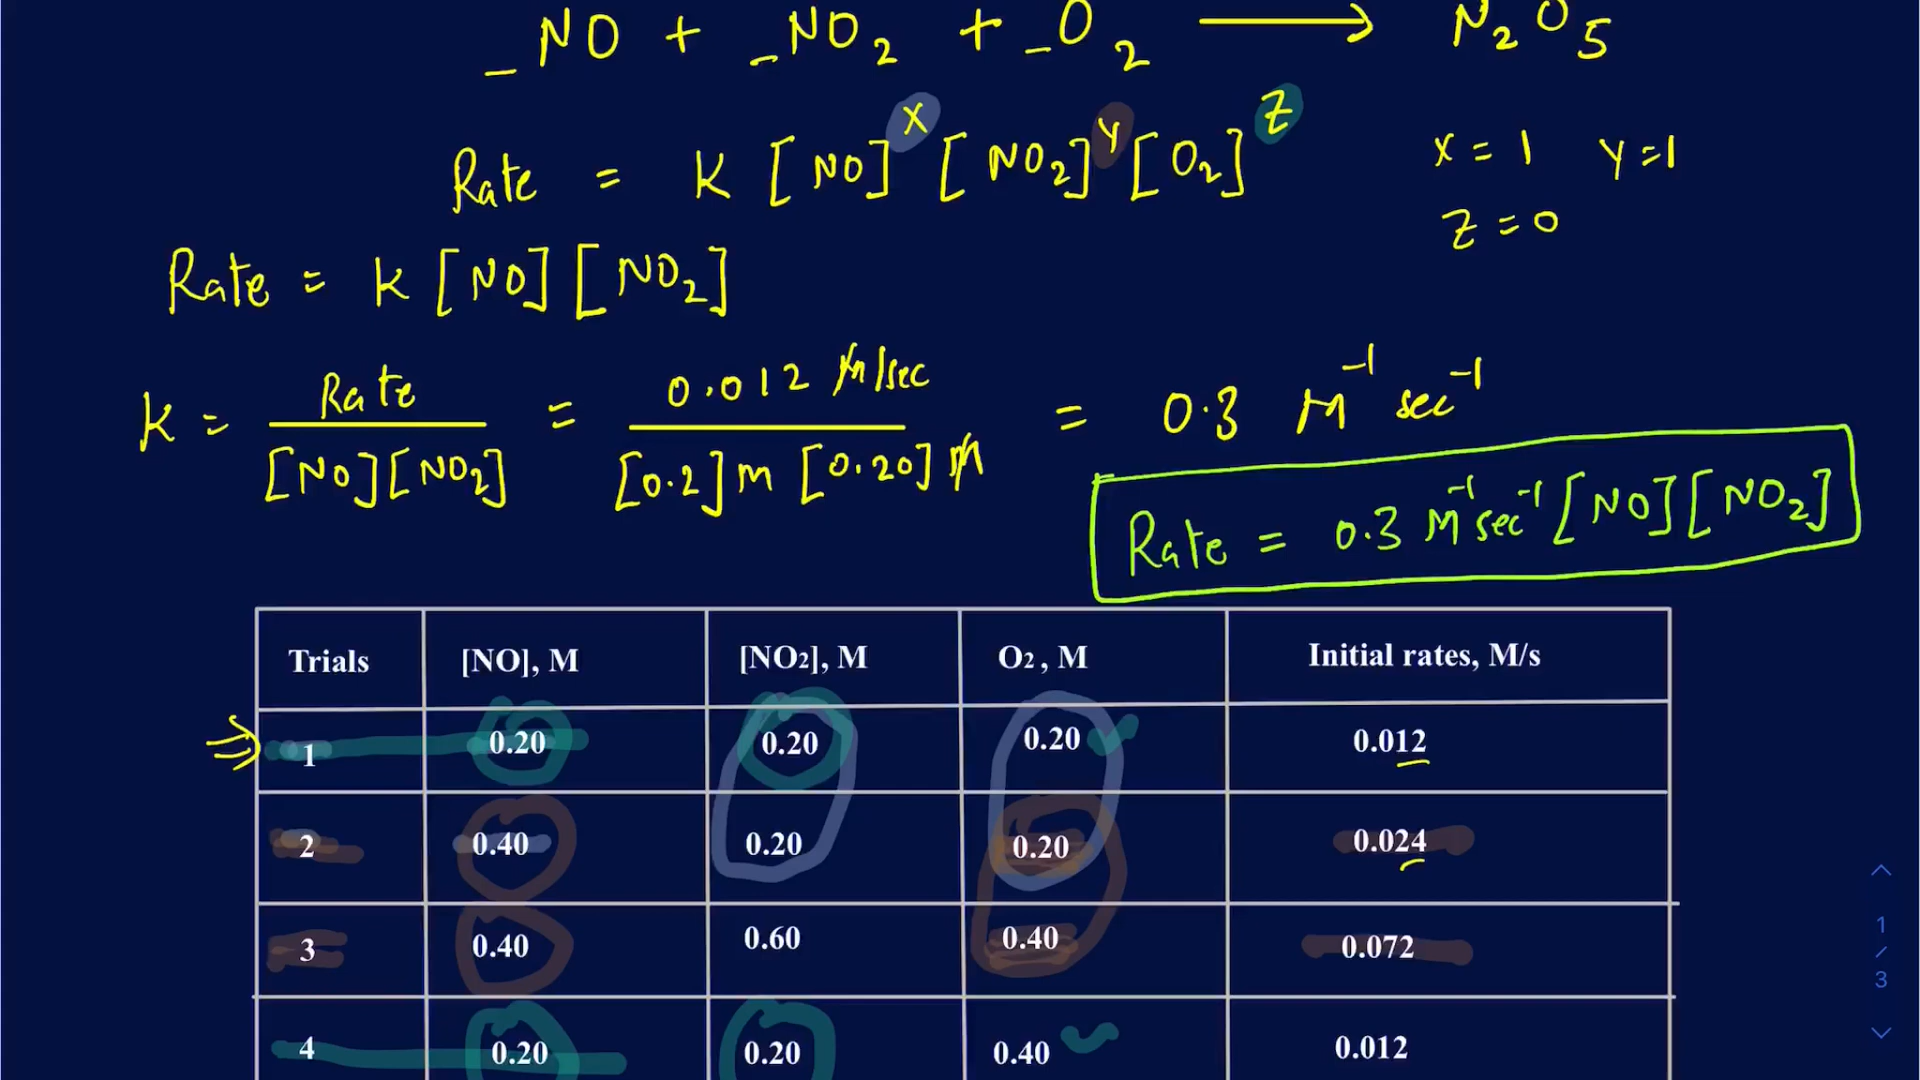 _ NO + _ NO2 + _ O2 ⟶ N2O5
Rate = K [NO]^X [NO2]^Y [O2]^Z
X = 1 Y = 1
Z = 0
Rate = K [NO] [NO2]
K = Rate / [NO][NO2] = 0.012 M/sec / [0.2] M [0.20] M = 0.3 M^-1 sec^-1
Rate = 0.3 M^-1 sec^-1 [NO][NO2]
Trials [NO], M [NO2], M O2 , M Initial rates, M/s
1 0.20 0.20 0.20 0.012
2 0.40 0.20 0.20 0.024
3 0.40 0.60 0.40 0.072
4 0.20 0.20 0.40 0.012
1
/
3